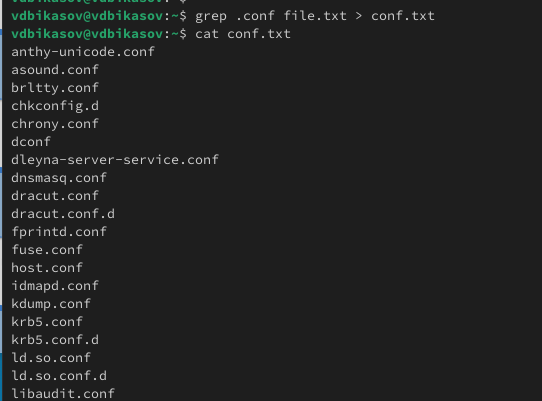 vdbikasov@vdbikasov:~$ grep .conf file.txt > conf.txt
vdbikasov@vdbikasov:~$ cat conf.txt
anthy-unicode.conf
asound.conf
brltty.conf
chkconfig.d
chrony.conf
dconf
dleyna-server-service.conf
dnsmasq.conf
dracut.conf
dracut.conf.d
fprintd.conf
fuse.conf
host.conf
idmapd.conf
kdump.conf
krb5.conf
krb5.conf.d
ld.so.conf
ld.so.conf.d
libaudit.conf